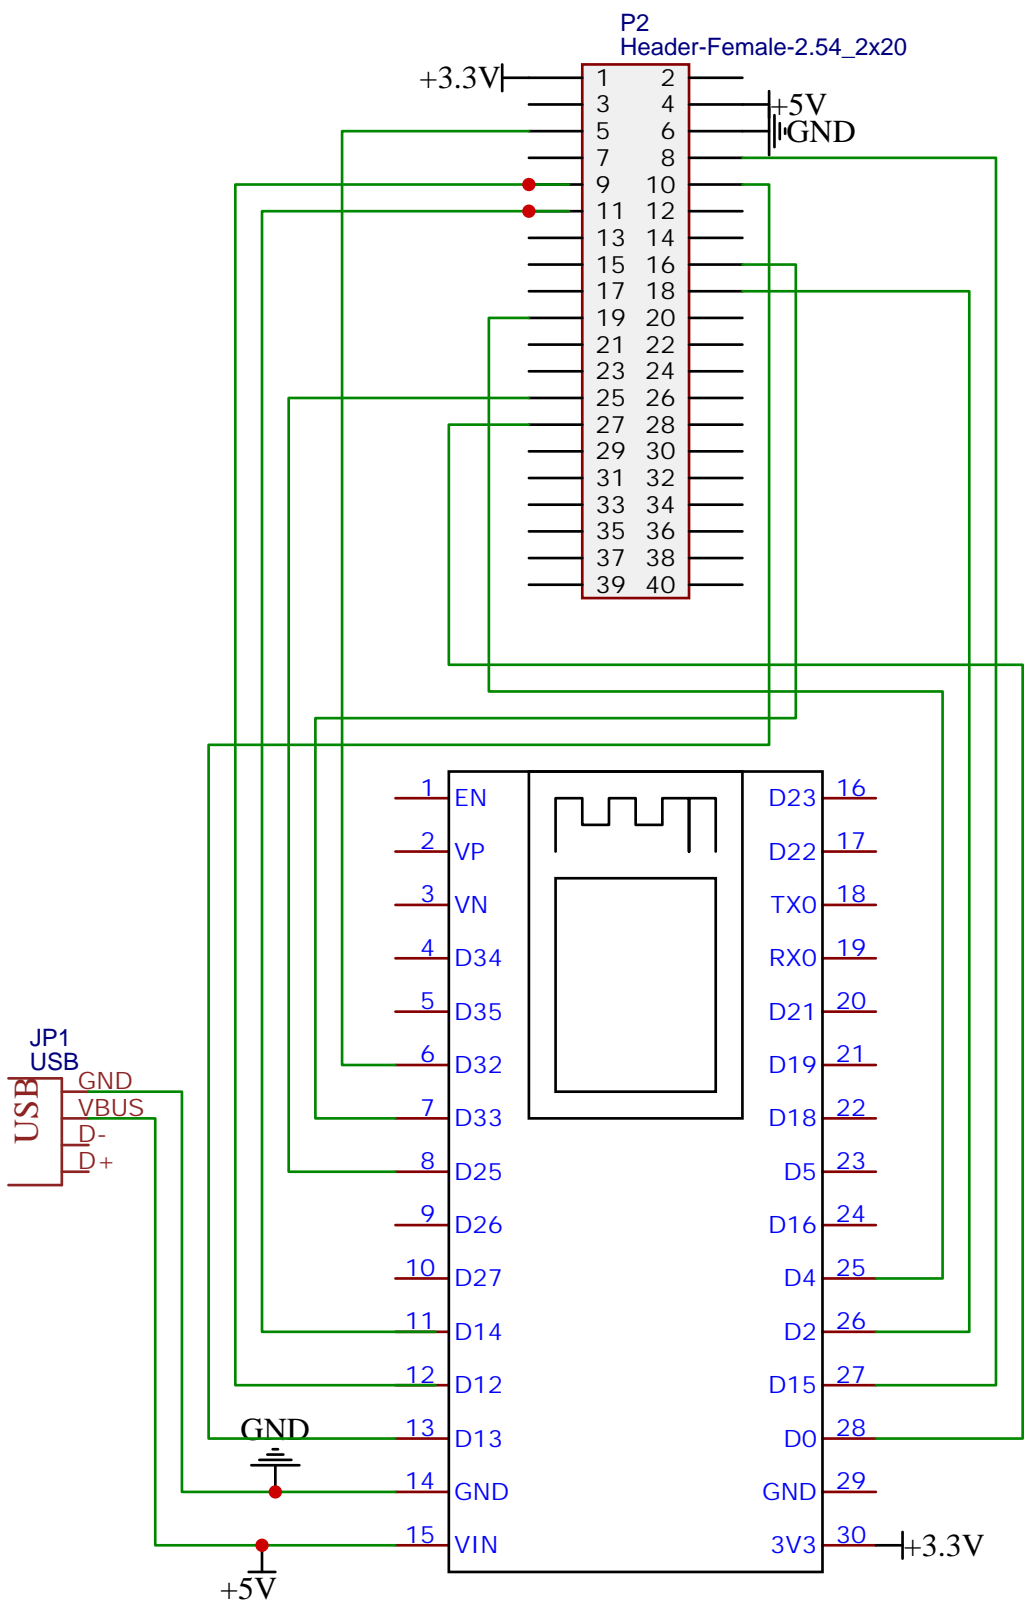 P2
Header-Female-2.54_2x20
+3.3V 1 2
3 4 +5V
5 6 GND
7 8
9 10
11 12
13 14
15 16
17 18
19 20
21 22
23 24
25 26
27 28
29 30
31 32
33 34
35 36
37 38
39 40
1 EN D23 16
2 VP D22 17
3 VN TX0 18
4 D34 RX0 19
5 D35 D21 20
JP1
USB
6 D32 D19 21
USB
GND
VBUS
D-
D+
7 D33 D18 22
8 D25 D5 23
9 D26 D16 24
10 D27 D4 25
11 D14 D2 26
12 D12 D15 27
GND
13 D13 D0 28
14 GND GND 29
15 VIN 3V3 30 +3.3V
+5V